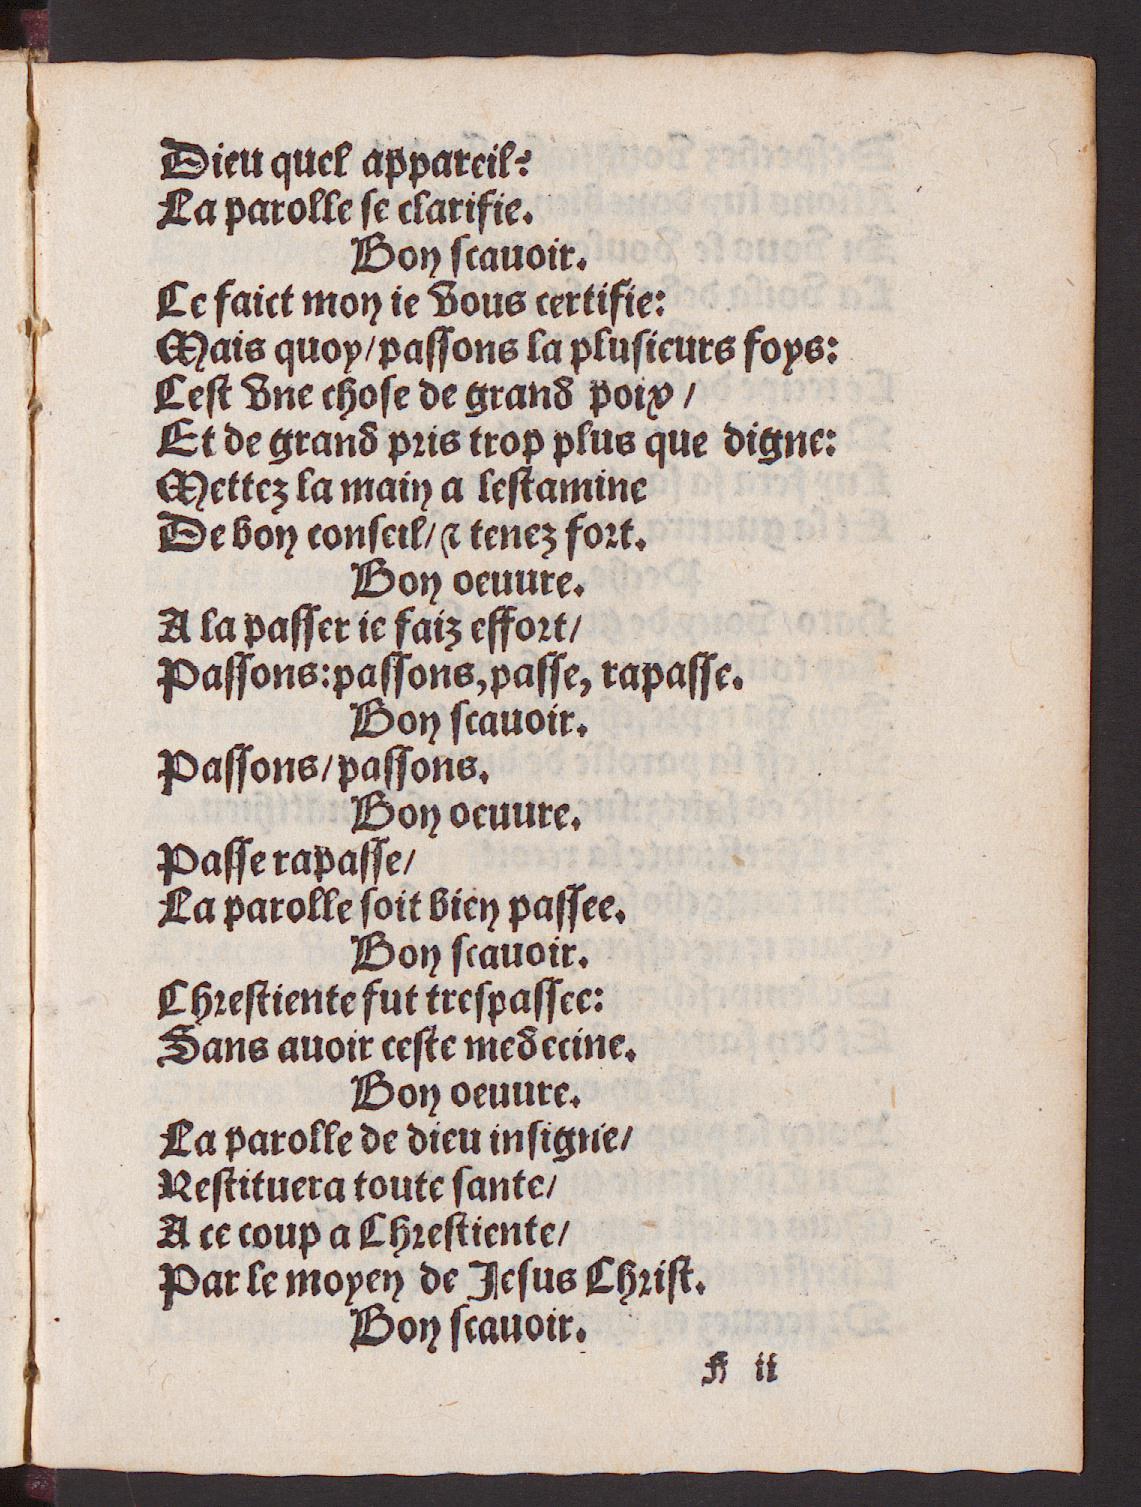 Dieu quel appareil?
La parolle se clarifie.
Bon scauoir.
Ce faict mon ie vous certifie:
Mais quoy/passons la plusieurs foys:
Cest vne chose de grand poix/
Et de grand pris trop plus que digne:
Mettez la main a lestamine
De bon conseil/⁊ tenez fort.
Bon oeuure.
A la passer ie faiz effort/
Passons:passons,passe, rapasse.
Bon scauoir.
Passons/passons.
Bon oeuure.
Passe rapasse/
La parolle soit bien passee.
Bon scauoir.
Chrestiente fut trespassee:
Sans auoir ceste medecine.
Bon oeuure.
La parolle de dieu insigne/
Restituera toute sante/
A ce coup a Chrestiente/
Par le moyen de Jesus Christ.
Bon scauoir.
ii